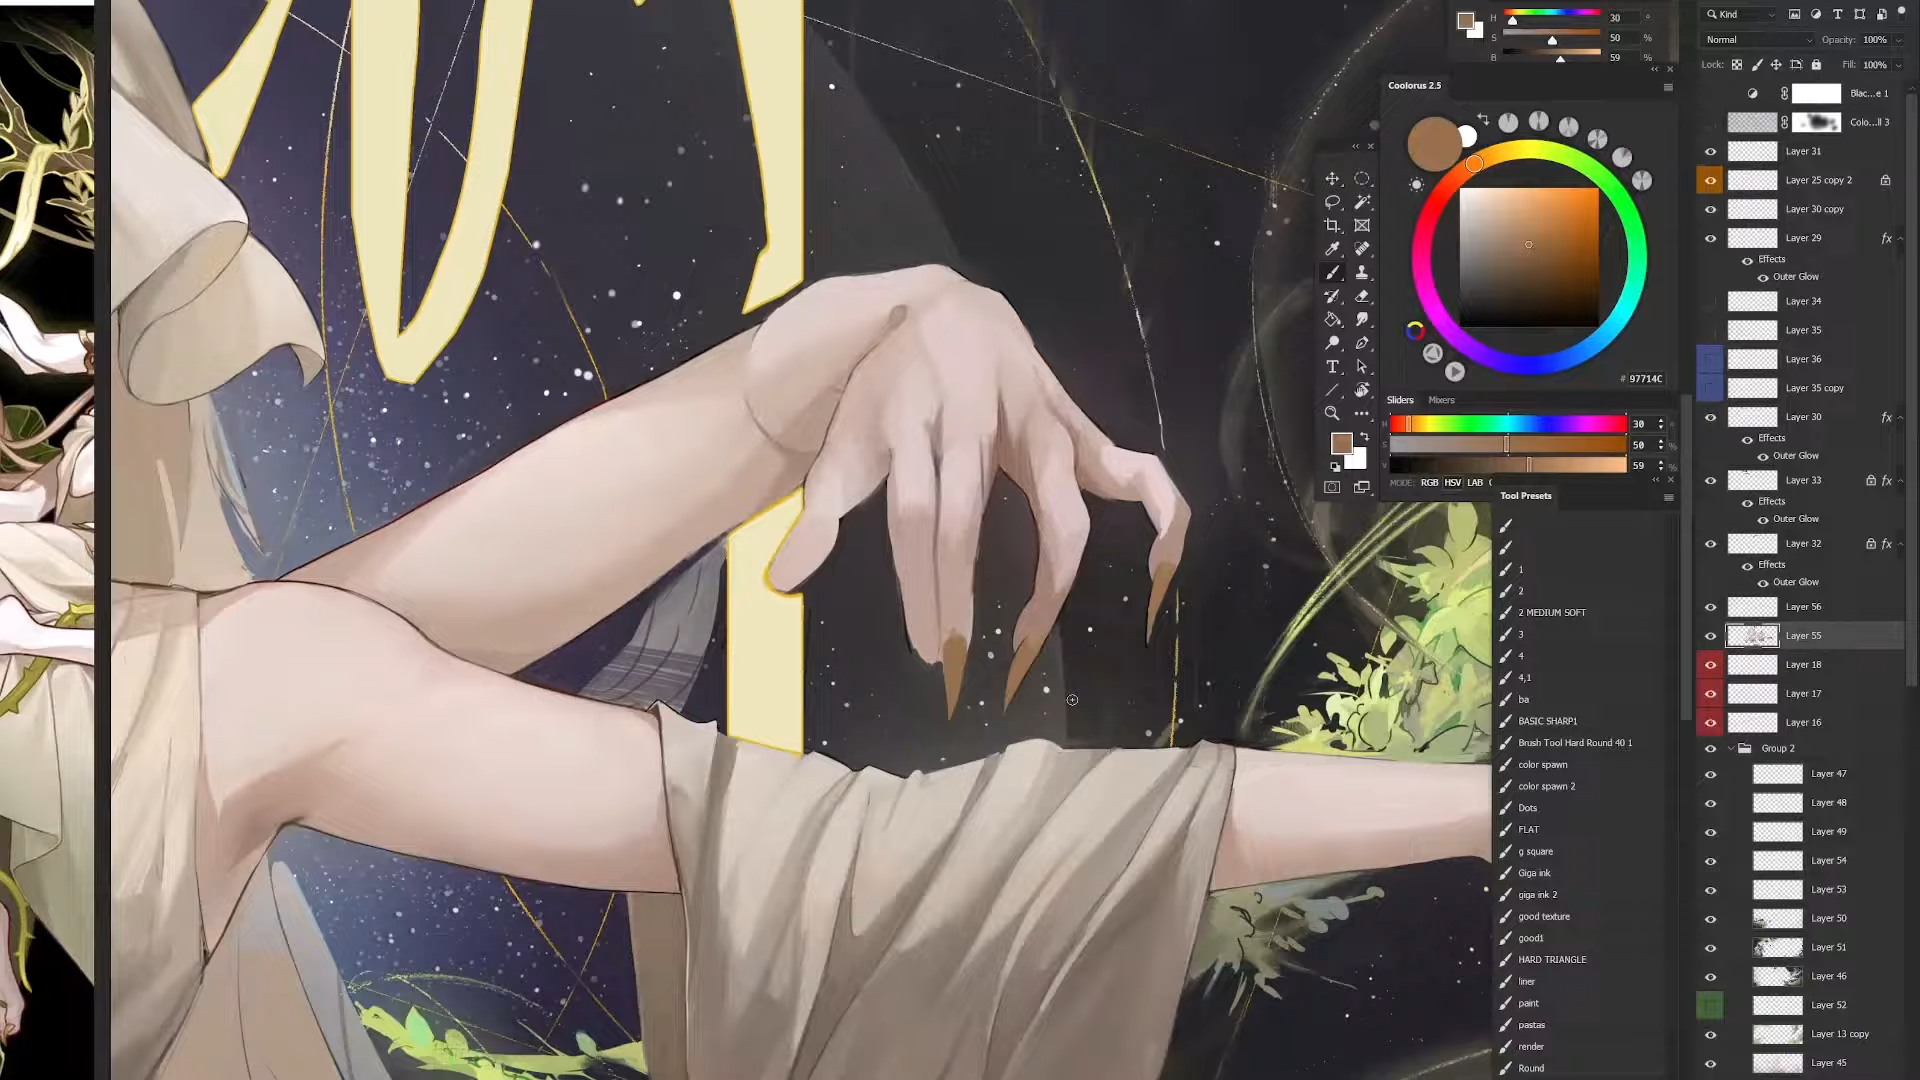 H 30 °
S 50 %
B 59 %
Coolorus 2.5
# 97714C
Sliders Mixers
H 30 °
S 50 %
V 59 %
MODE: RGB HSV LAB
Tool Presets
1
2
2 MEDIUM SOFT
3
4
4,1
ba
BASIC SHARP1
Brush Tool Hard Round 40 1
color spawn
color spawn 2
Dots
FLAT
g square
Giga ink
giga ink 2
good texture
good1
HARD TRIANGLE
liner
paint
pastas
render
Round
Kind
Normal Opacity: 100%
Lock: Fill: 100%
Blac...e 1
Colo...ll 3
Layer 31
Layer 25 copy 2
Layer 30 copy
Layer 29 fx
Effects
Outer Glow
Layer 34
Layer 35
Layer 36
Layer 35 copy
Layer 30 fx
Effects
Outer Glow
Layer 33 fx
Effects
Outer Glow
Layer 32 fx
Effects
Outer Glow
Layer 56
Layer 55
Layer 18
Layer 17
Layer 16
Group 2
Layer 47
Layer 48
Layer 49
Layer 54
Layer 53
Layer 50
Layer 51
Layer 46
Layer 52
Layer 13 copy
Layer 45